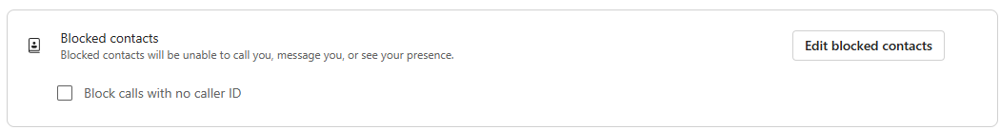 Blocked contacts
Blocked contacts will be unable to call you, message you, or see your presence.
Edit blocked contacts
Block calls with no caller ID